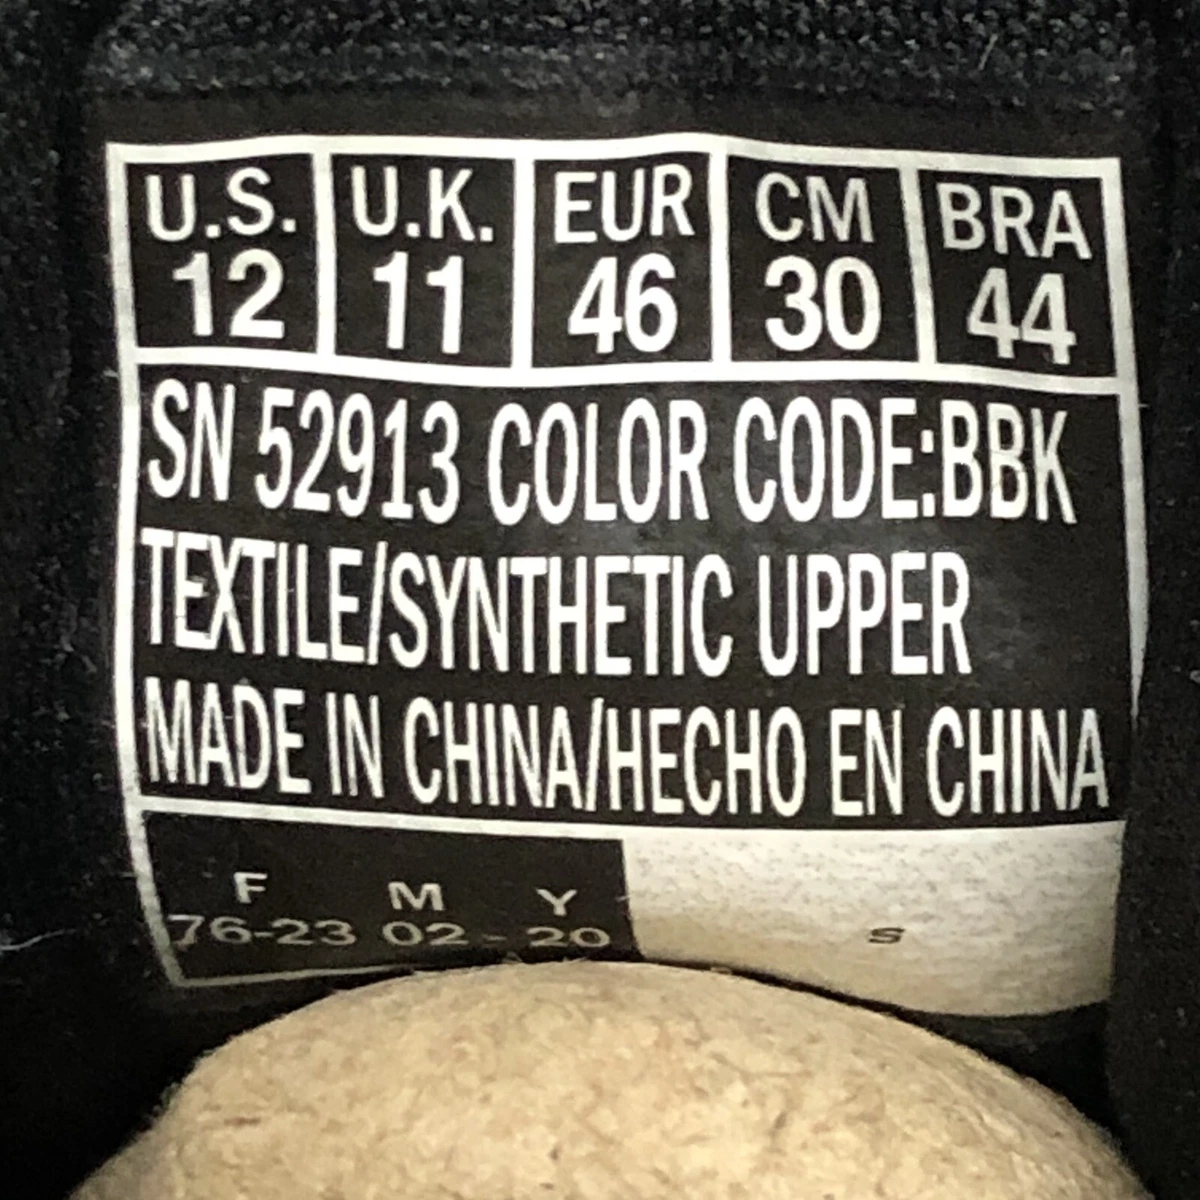 U.S. U.K. EUR CM BRA
12 11 46 30 44
SN 52913 COLOR CODE:BBK
TEXTILE/SYNTHETIC UPPER
MADE IN CHINA/HECHO EN CHINA
F M Y
76-23 02 - 20 S